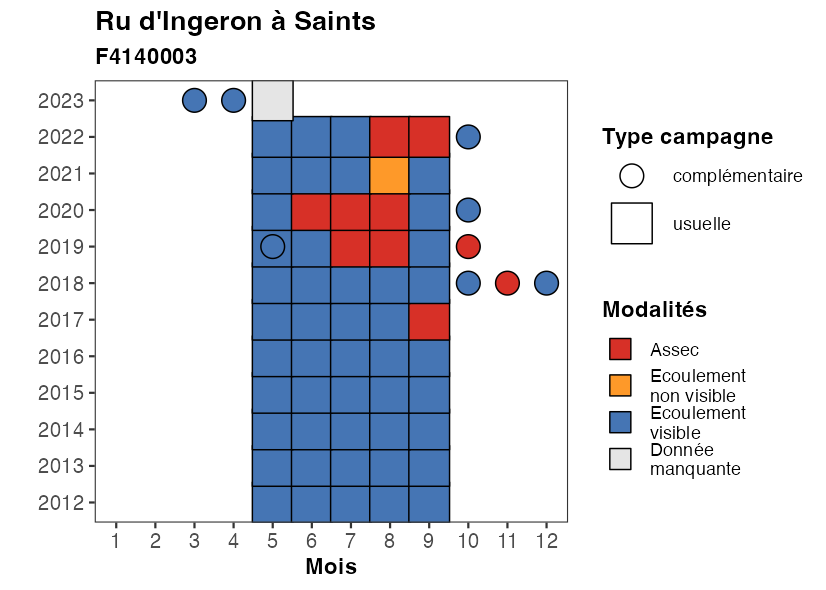 Ru d'Ingeron à Saints
F4140003
2023
2022
2021
2020
2019
2018
2017
2016
2015
2014
2013
2012
1 2 3 4 5 6 7 8 9 10 11 12
Mois
Type campagne
complémentaire
usuelle
Modalités
Assec
Ecoulement
non visible
Ecoulement
visible
Donnée
manquante